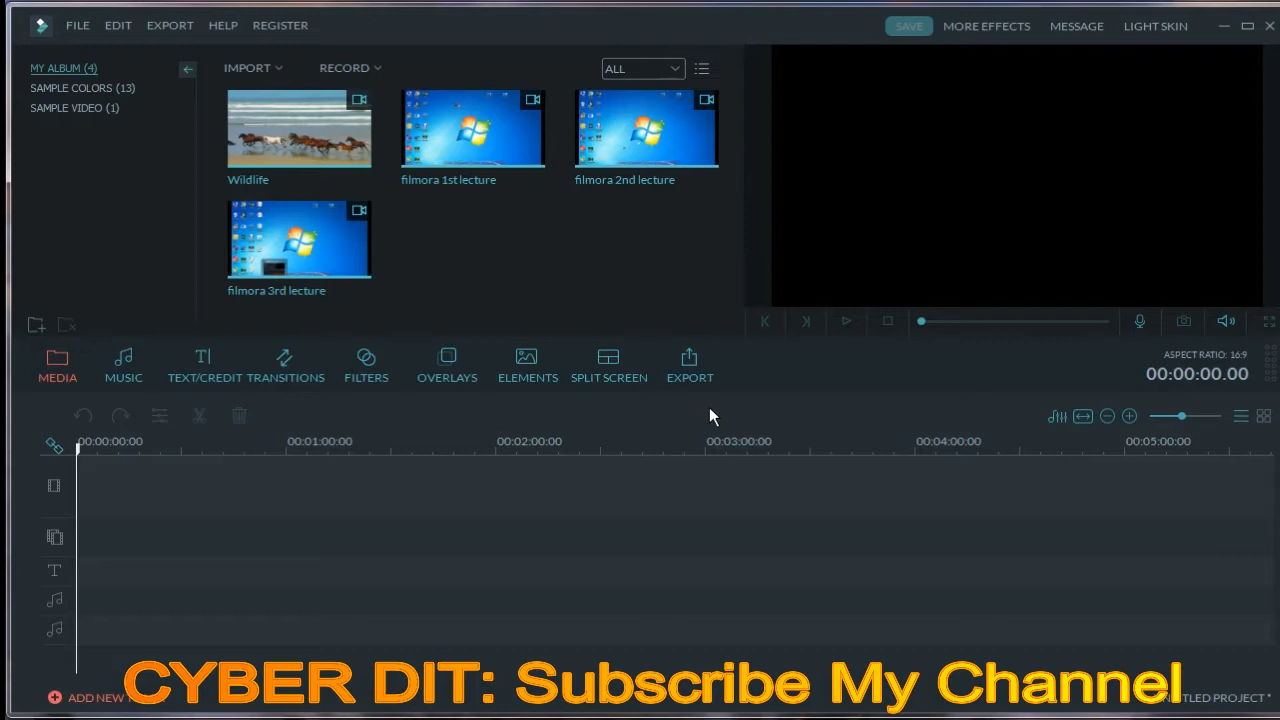 FILE EDIT EXPORT HELP REGISTER SAVE MORE EFFECTS MESSAGE LIGHT SKIN
MY ALBUM (4)
SAMPLE COLORS (13)
SAMPLE VIDEO (1)
IMPORT RECORD ALL
Wildlife
filmora 1st lecture
filmora 2nd lecture
filmora 3rd lecture
MEDIA MUSIC TEXT/CREDIT TRANSITIONS FILTERS OVERLAYS ELEMENTS SPLIT SCREEN EXPORT
ASPECT RATIO: 16:9
00:00:00.00
00:00:00:00 00:01:00:00 00:02:00:00 00:03:00:00 00:04:00:00 00:05:00:00
T
ADD NEW
CYBER DIT: Subscribe My Channel
PROJECT *